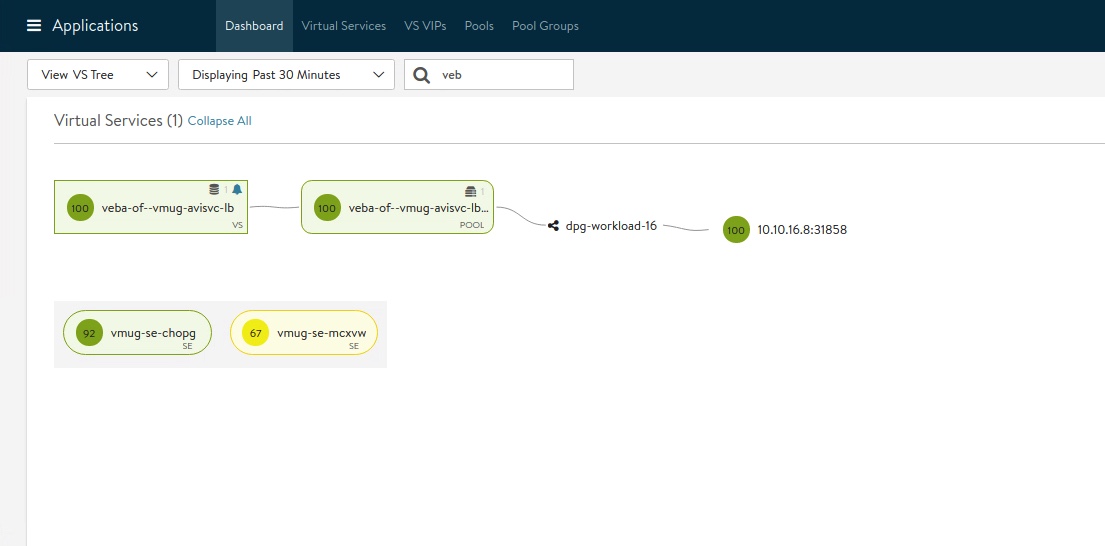 Applications Dashboard Virtual Services VS VIPs Pools Pool Groups
View VS Tree Displaying Past 30 Minutes veb
Virtual Services (1) Collapse All
1
100 veba-of--vmug-avisvc-lb
VS
1
100 veba-of--vmug-avisvc-lb...
POOL
dpg-workload-16
100 10.10.16.8:31858
92 vmug-se-chopg
SE
67 vmug-se-mcxvw
SE